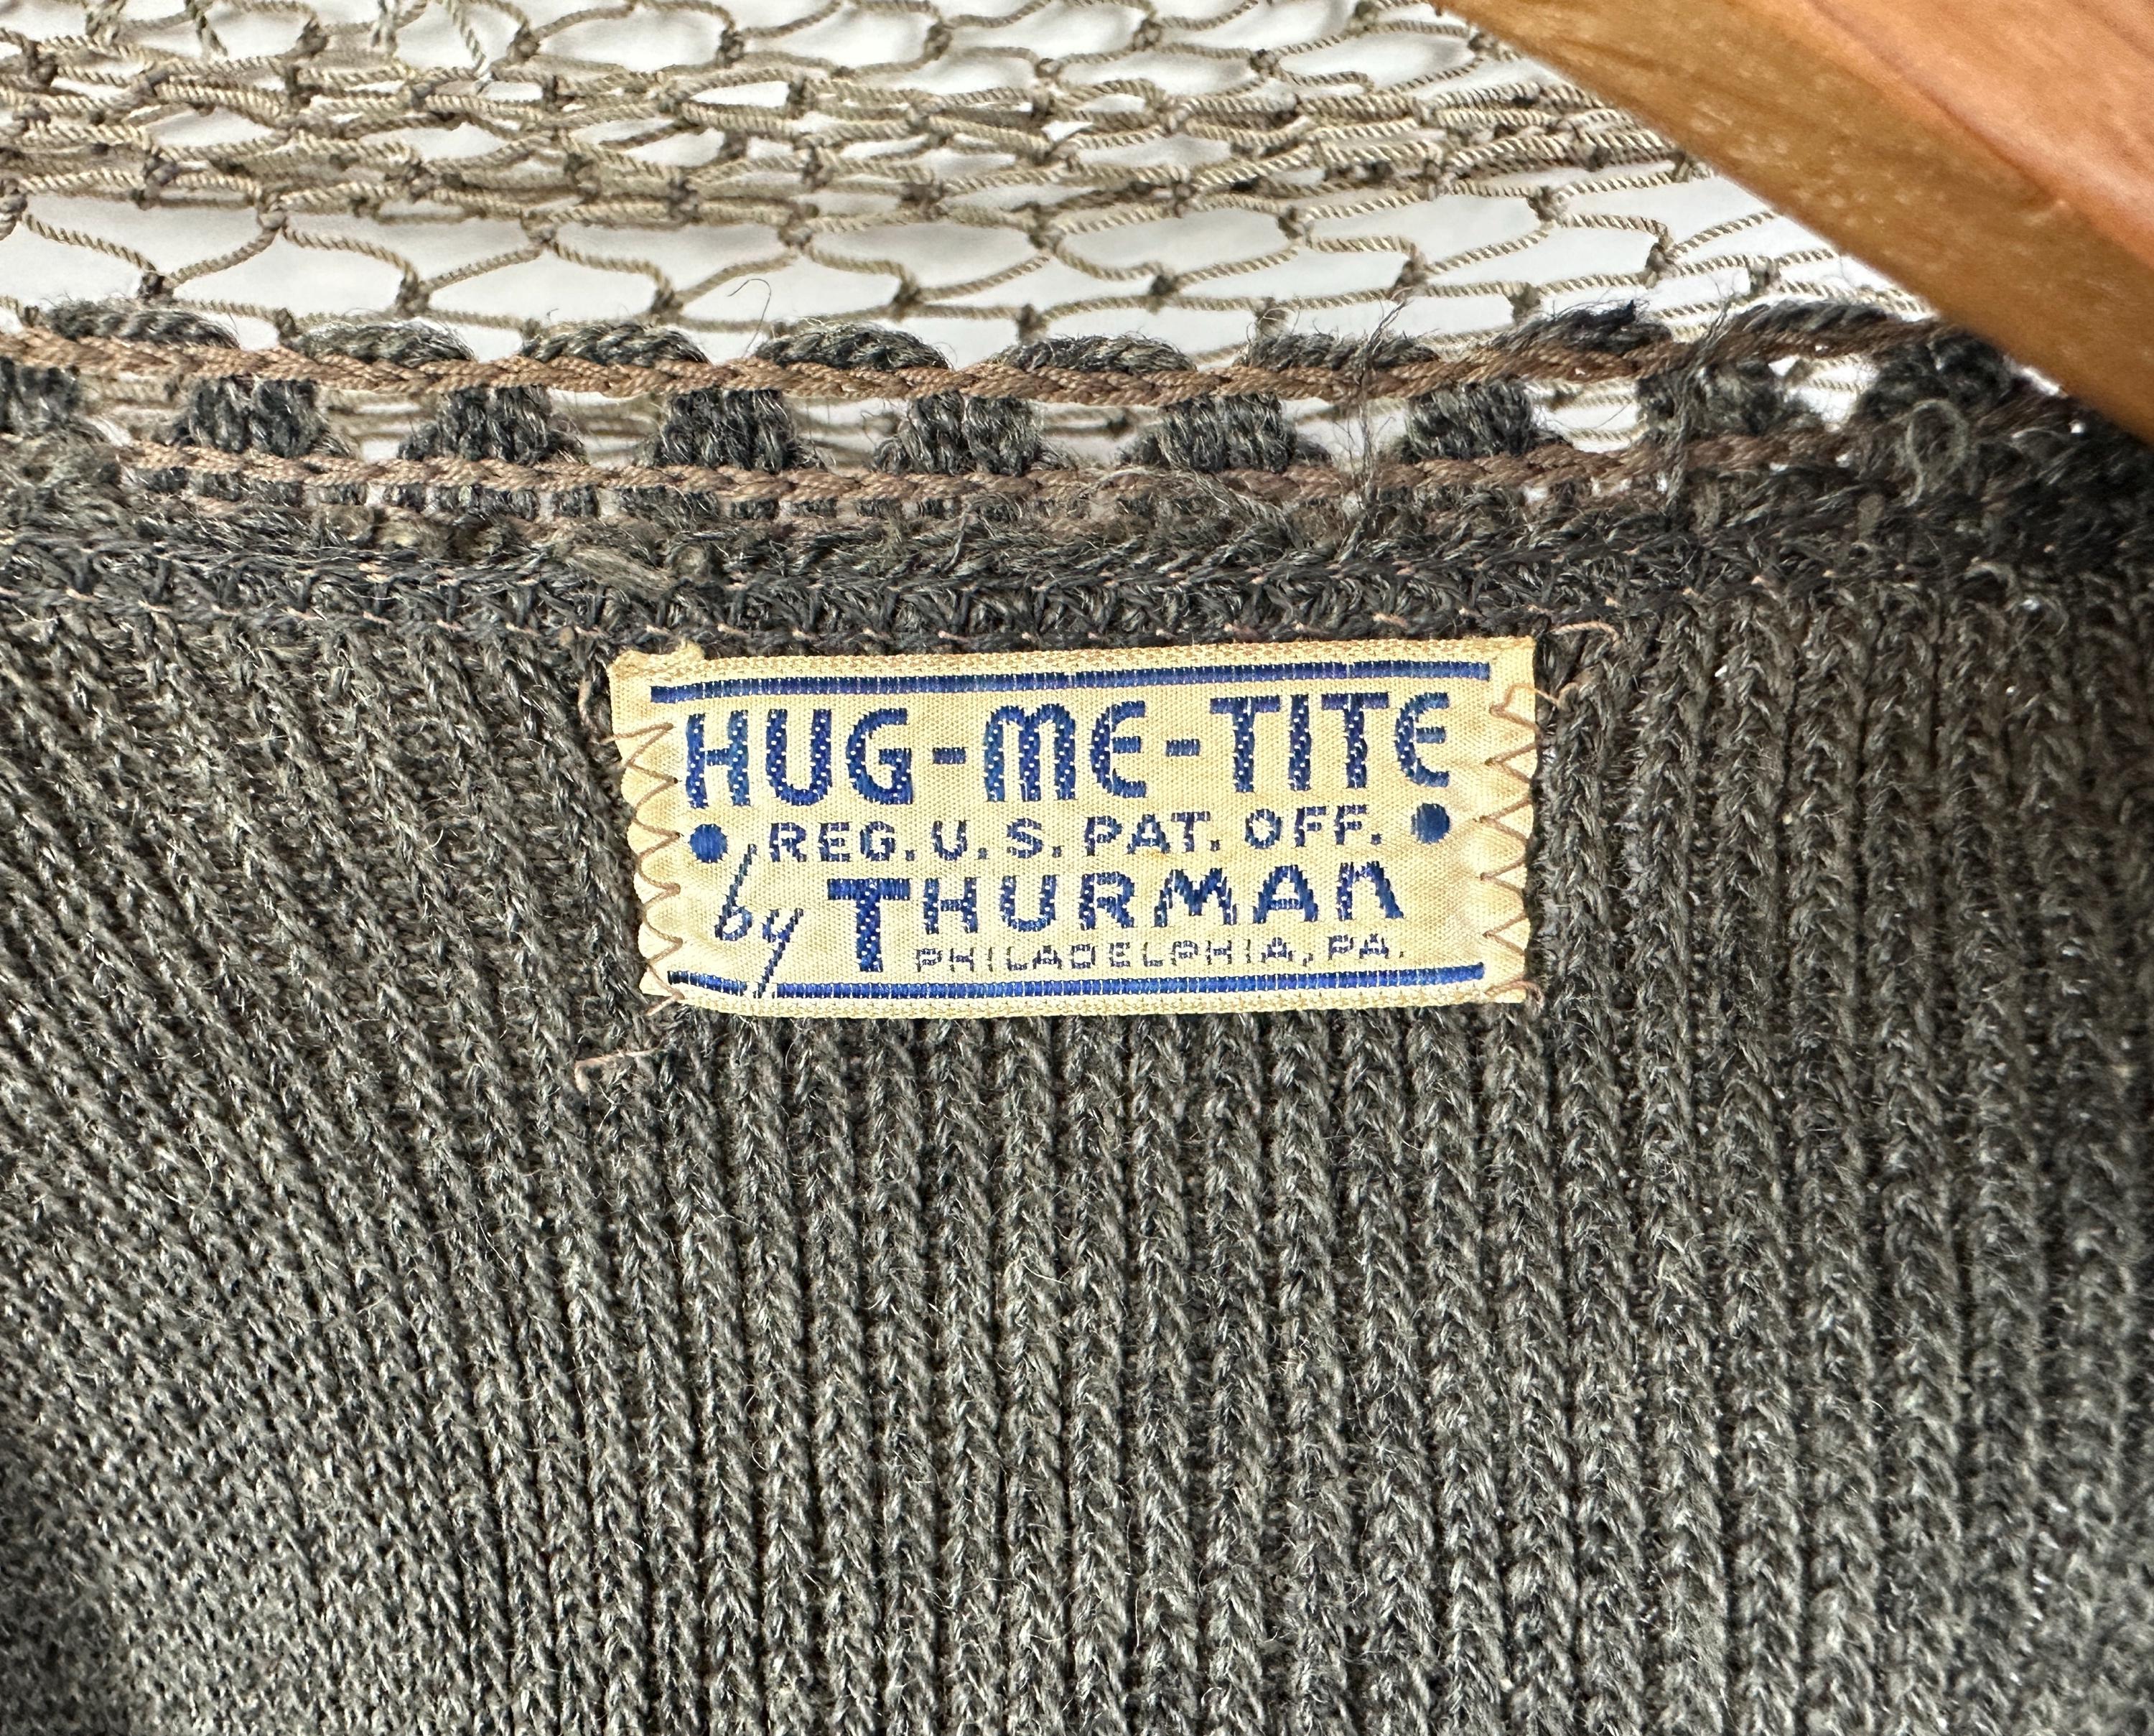 HUG-ME-TITE
REG. U. S. PAT. OFF.
by THURMAN
PHILADELPHIA, PA.